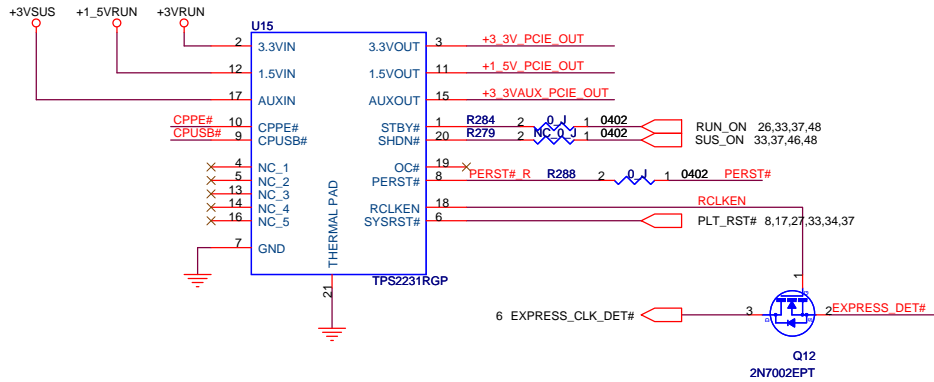 +3VSUS +1_5VRUN +3VRUN
U15
2 3.3VIN 3.3VOUT 3 +3_3V_PCIE_OUT
12 1.5VIN 1.5VOUT 11 +1_5V_PCIE_OUT
17 AUXIN AUXOUT 15 +3_3VAUX_PCIE_OUT
CPPE# 10 CPPE# STBY# 1 R284 2 0_J 1 0402 RUN_ON 26,33,37,48
CPUSB# 9 CPUSB# SHDN# 20 R279 2 NC_0_J 1 0402 SUS_ON 33,37,46,48
4 NC_1 OC# 19
5 NC_2 PERST# 8 PERST#_R R288 2 0_J 1 0402 PERST#
13 NC_3
14 NC_4 RCLKEN 18 RCLKEN
16 NC_5 SYSRST# 6 PLT_RST# 8,17,27,33,34,37
7 GND
THERMAL PAD
21
TPS2231RGP
1
6 EXPRESS_CLK_DET# 3 2 EXPRESS_DET#
Q12
2N7002EPT